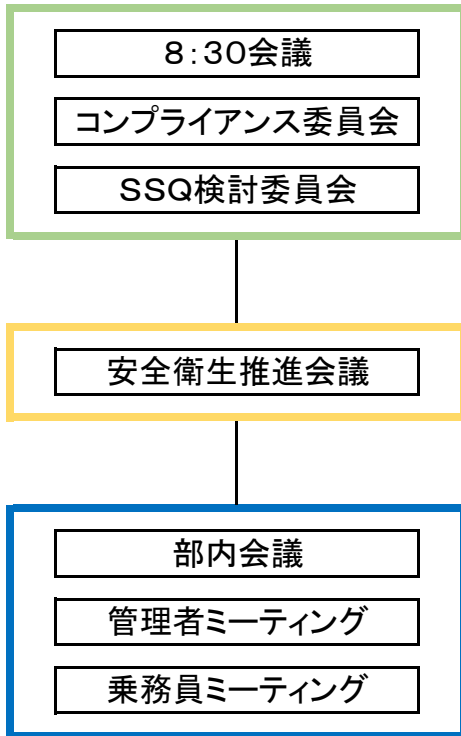 ８：３０会議
コンプライアンス委員会
ＳＳＱ検討委員会
安全衛生推進会議
部内会議
管理者ミーティング
乗務員ミーティング